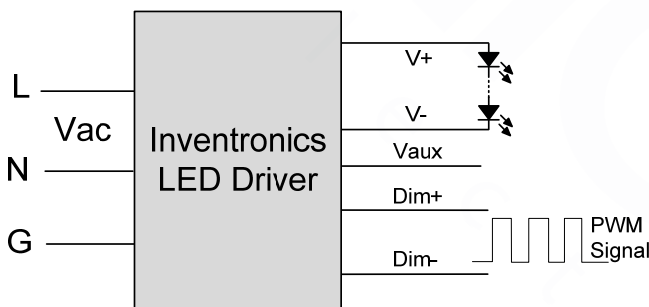 L
Vac
N
G
Inventronics
LED Driver
V+
V-
Vaux
Dim+
Dim-
PWM
Signal